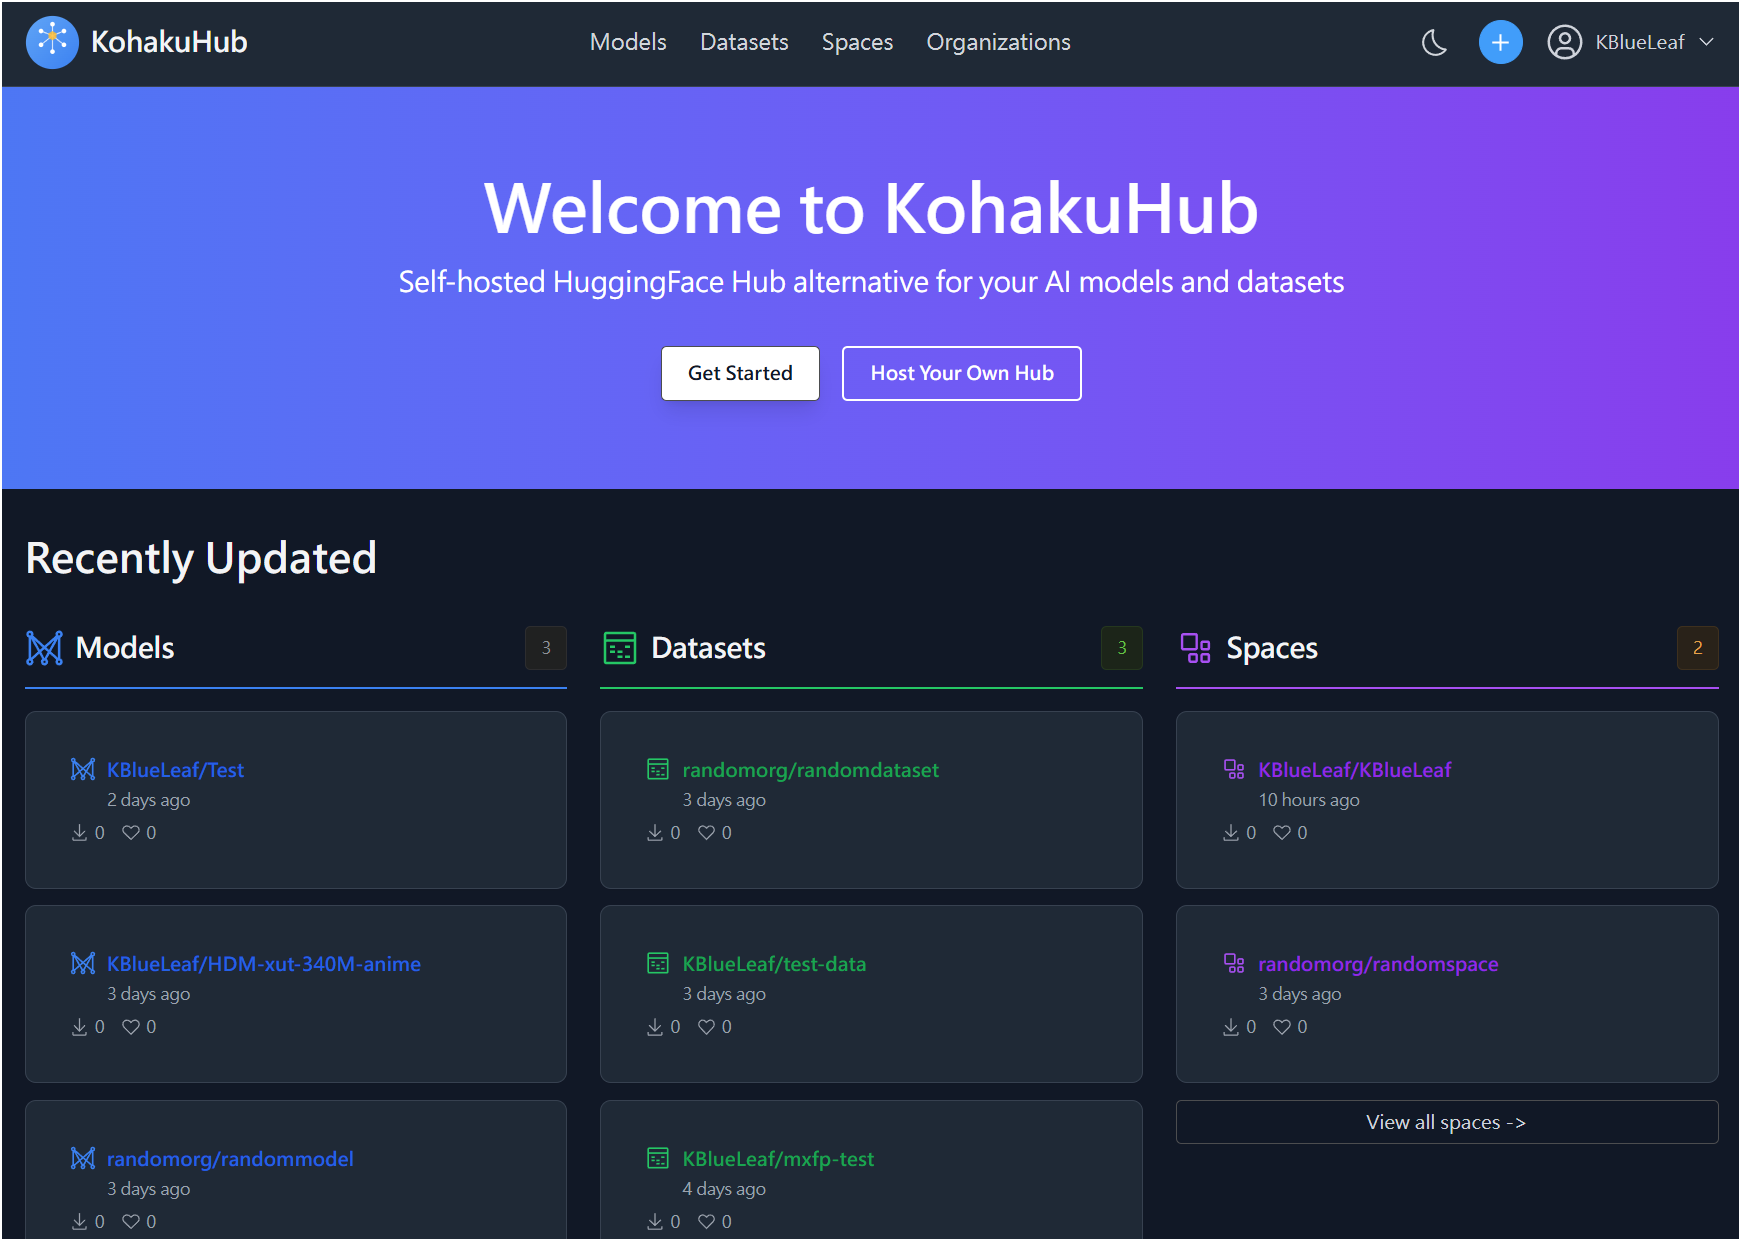 KohakuHub
Models Datasets Spaces Organizations
KBlueLeaf
Welcome to KohakuHub
Self-hosted HuggingFace Hub alternative for your AI models and datasets
Get Started
Host Your Own Hub
Recently Updated
Models 3
KBlueLeaf/Test
2 days ago
0 0
KBlueLeaf/HDM-xut-340M-anime
3 days ago
0 0
randomorg/randommodel
3 days ago
0 0
Datasets 3
randomorg/randomdataset
3 days ago
0 0
KBlueLeaf/test-data
3 days ago
0 0
KBlueLeaf/mxfp-test
4 days ago
0 0
Spaces 2
KBlueLeaf/KBlueLeaf
10 hours ago
0 0
randomorg/randomspace
3 days ago
0 0
View all spaces ->